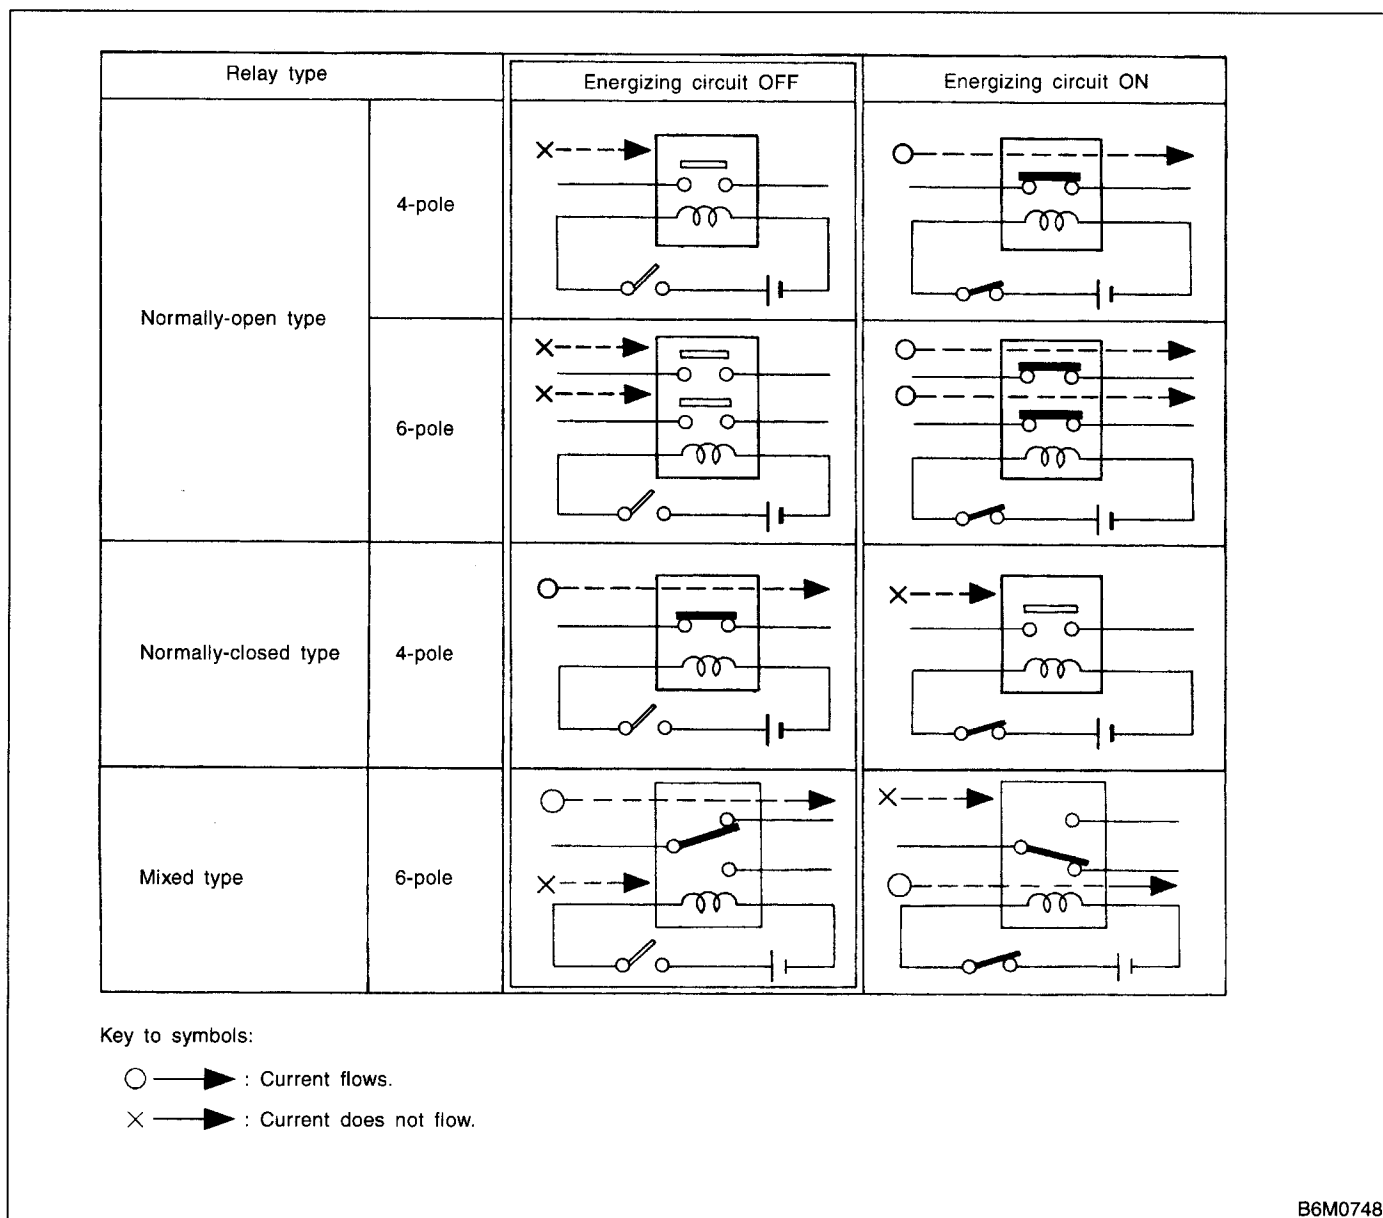 Relay type
Energizing circuit OFF
Energizing circuit ON
Normally-open type
4-pole
6-pole
Normally-closed type
4-pole
Mixed type
6-pole
Key to symbols:
: Current flows.
: Current does not flow.
B6M0748